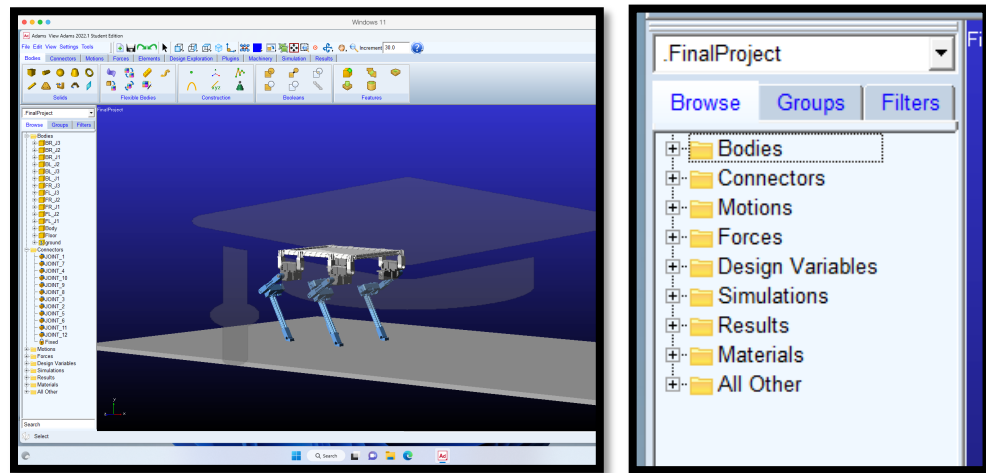 Windows 11
Adams View Adams 2022.1 Student Edition
File Edit View Settings Tools
Increment 30.0
Bodies Connectors Motions Forces Elements Design Exploration Plugins Machinery Simulation Results
Solids Flexible Bodies Construction Booleans Features
.FinalProject
FinalProject
Browse Groups Filters
Bodies
BR_J3
BR_J2
BR_J1
BL_J2
BL_J3
BL_J1
FR_J3
FL_J3
FR_J2
FR_J1
FL_J2
FL_J1
Body
Floor
ground
Connectors
JOINT_1
JOINT_7
JOINT_4
JOINT_10
JOINT_9
JOINT_8
JOINT_3
JOINT_2
JOINT_5
JOINT_6
JOINT_11
JOINT_12
Fixed
Motions
Forces
Design Variables
Simulations
Results
Materials
All Other
Search
Select
Search
Ad
.FinalProject
Fi
Browse Groups Filters
Bodies
Connectors
Motions
Forces
Design Variables
Simulations
Results
Materials
All Other